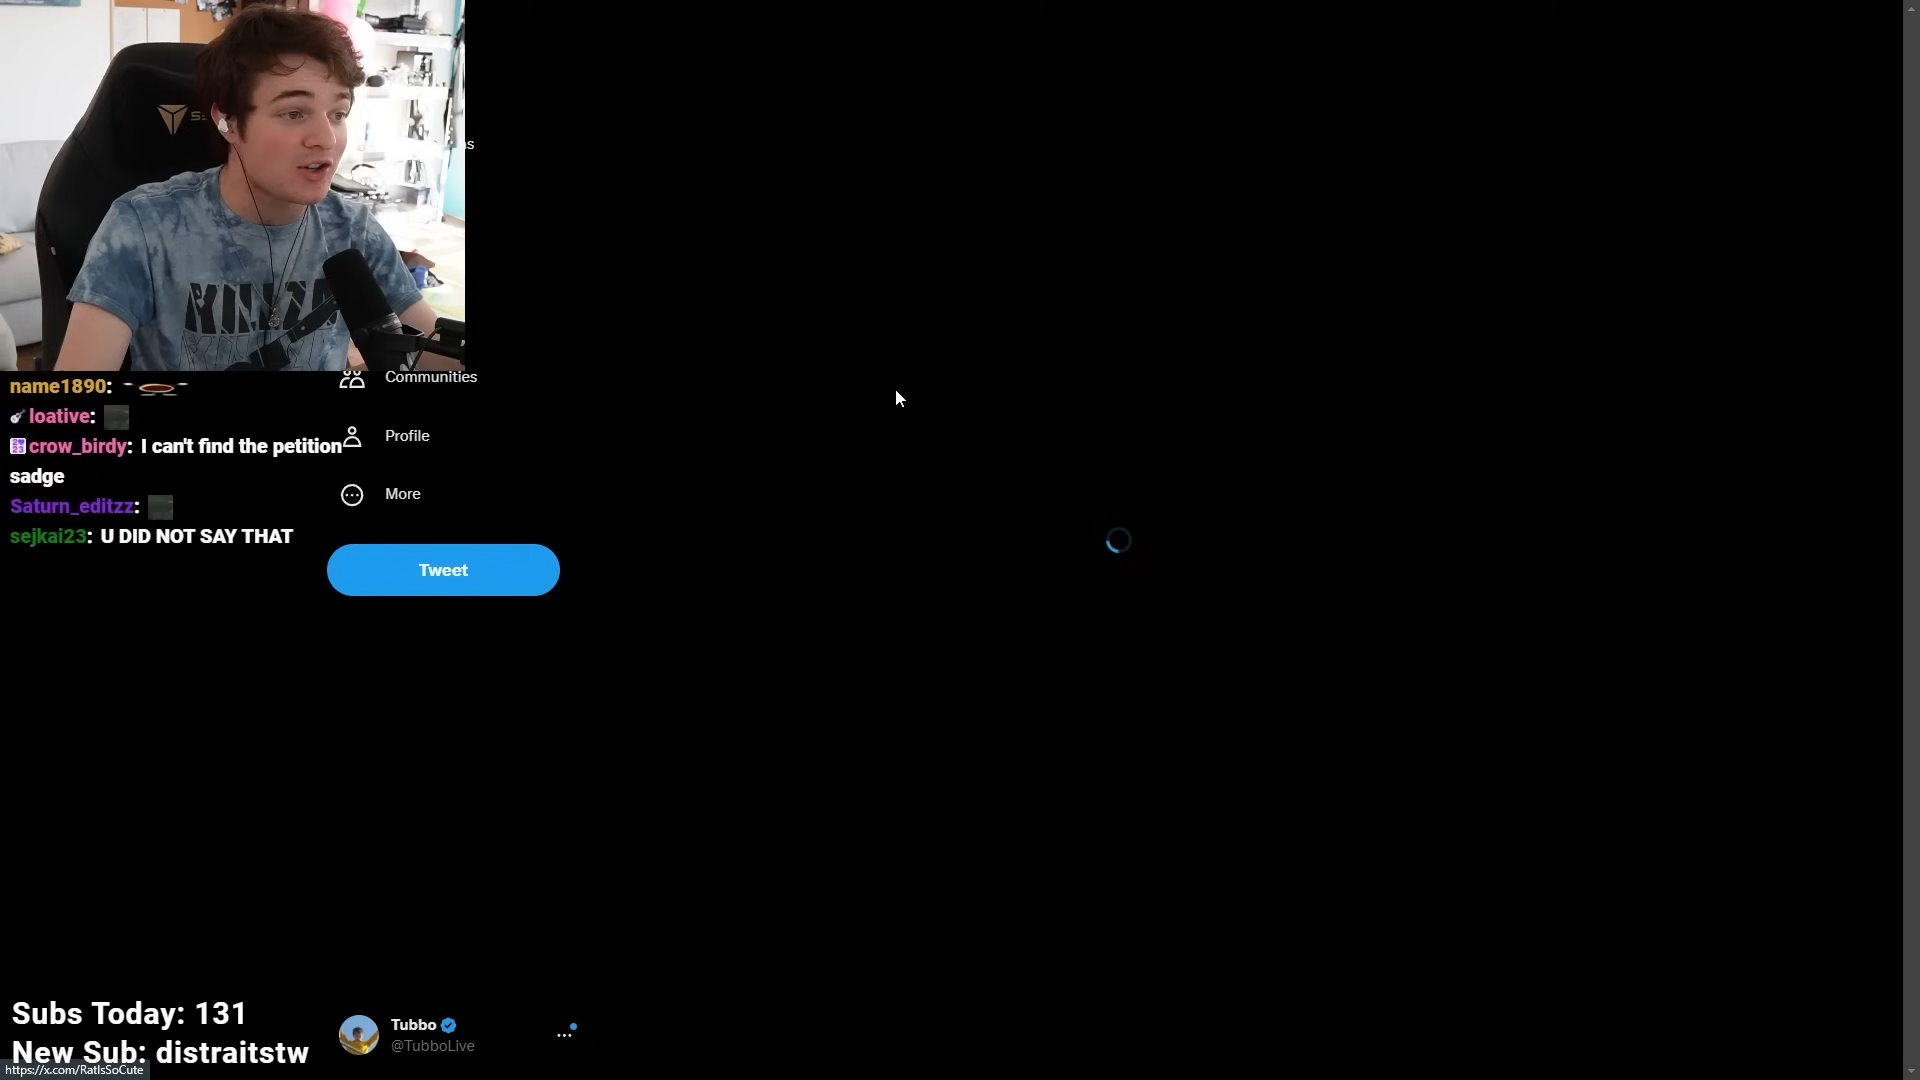 ns
Communities
name1890:
loative:
Profile
crow_birdy: I can't find the petition
sadge
More
Saturn_editzz:
sejkai23: U DID NOT SAY THAT
Tweet
Subs Today: 131
Tubbo
@TubboLive
New Sub: distraitstw
https://x.com/RatIsSoCute